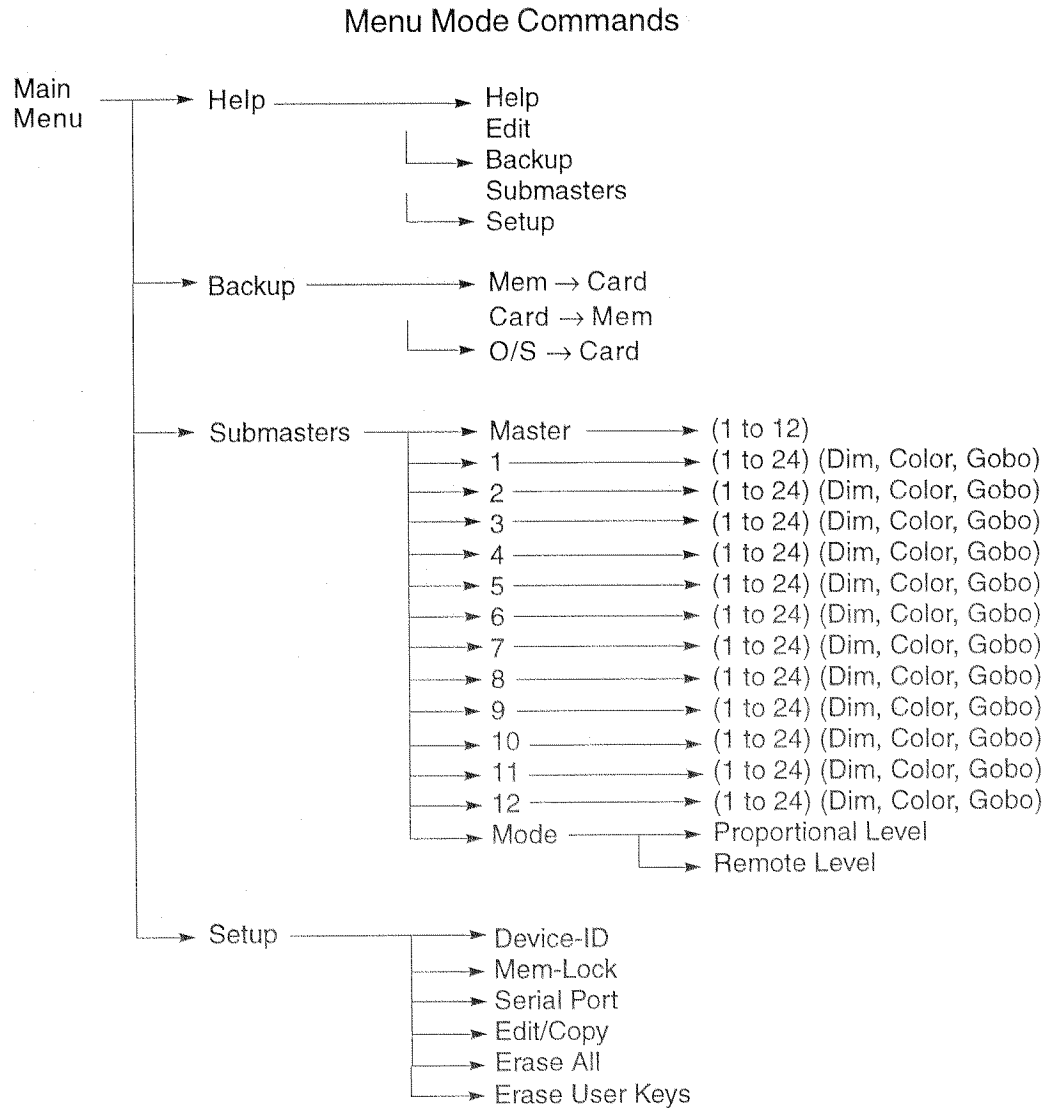 Menu Mode Commands
Main
Menu
Help
Help
Edit
Backup
Submasters
Setup
Backup
Mem → Card
Card → Mem
O/S → Card
Submasters
Master
(1 to 12)
1
(1 to 24) (Dim, Color, Gobo)
2
(1 to 24) (Dim, Color, Gobo)
3
(1 to 24) (Dim, Color, Gobo)
4
(1 to 24) (Dim, Color, Gobo)
5
(1 to 24) (Dim, Color, Gobo)
6
(1 to 24) (Dim, Color, Gobo)
7
(1 to 24) (Dim, Color, Gobo)
8
(1 to 24) (Dim, Color, Gobo)
9
(1 to 24) (Dim, Color, Gobo)
10
(1 to 24) (Dim, Color, Gobo)
11
(1 to 24) (Dim, Color, Gobo)
12
(1 to 24) (Dim, Color, Gobo)
Mode
Proportional Level
Remote Level
Setup
Device-ID
Mem-Lock
Serial Port
Edit/Copy
Erase All
Erase User Keys